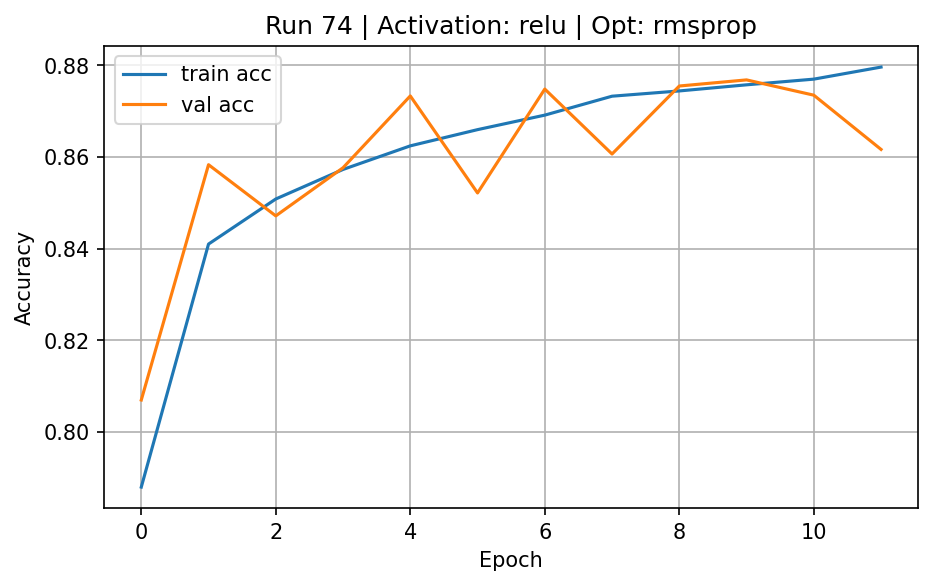 Run 74 | Activation: relu | Opt: rmsprop
train acc
val acc
0.88
0.86
0.84
0.82
0.80
Accuracy
0 2 4 6 8 10
Epoch